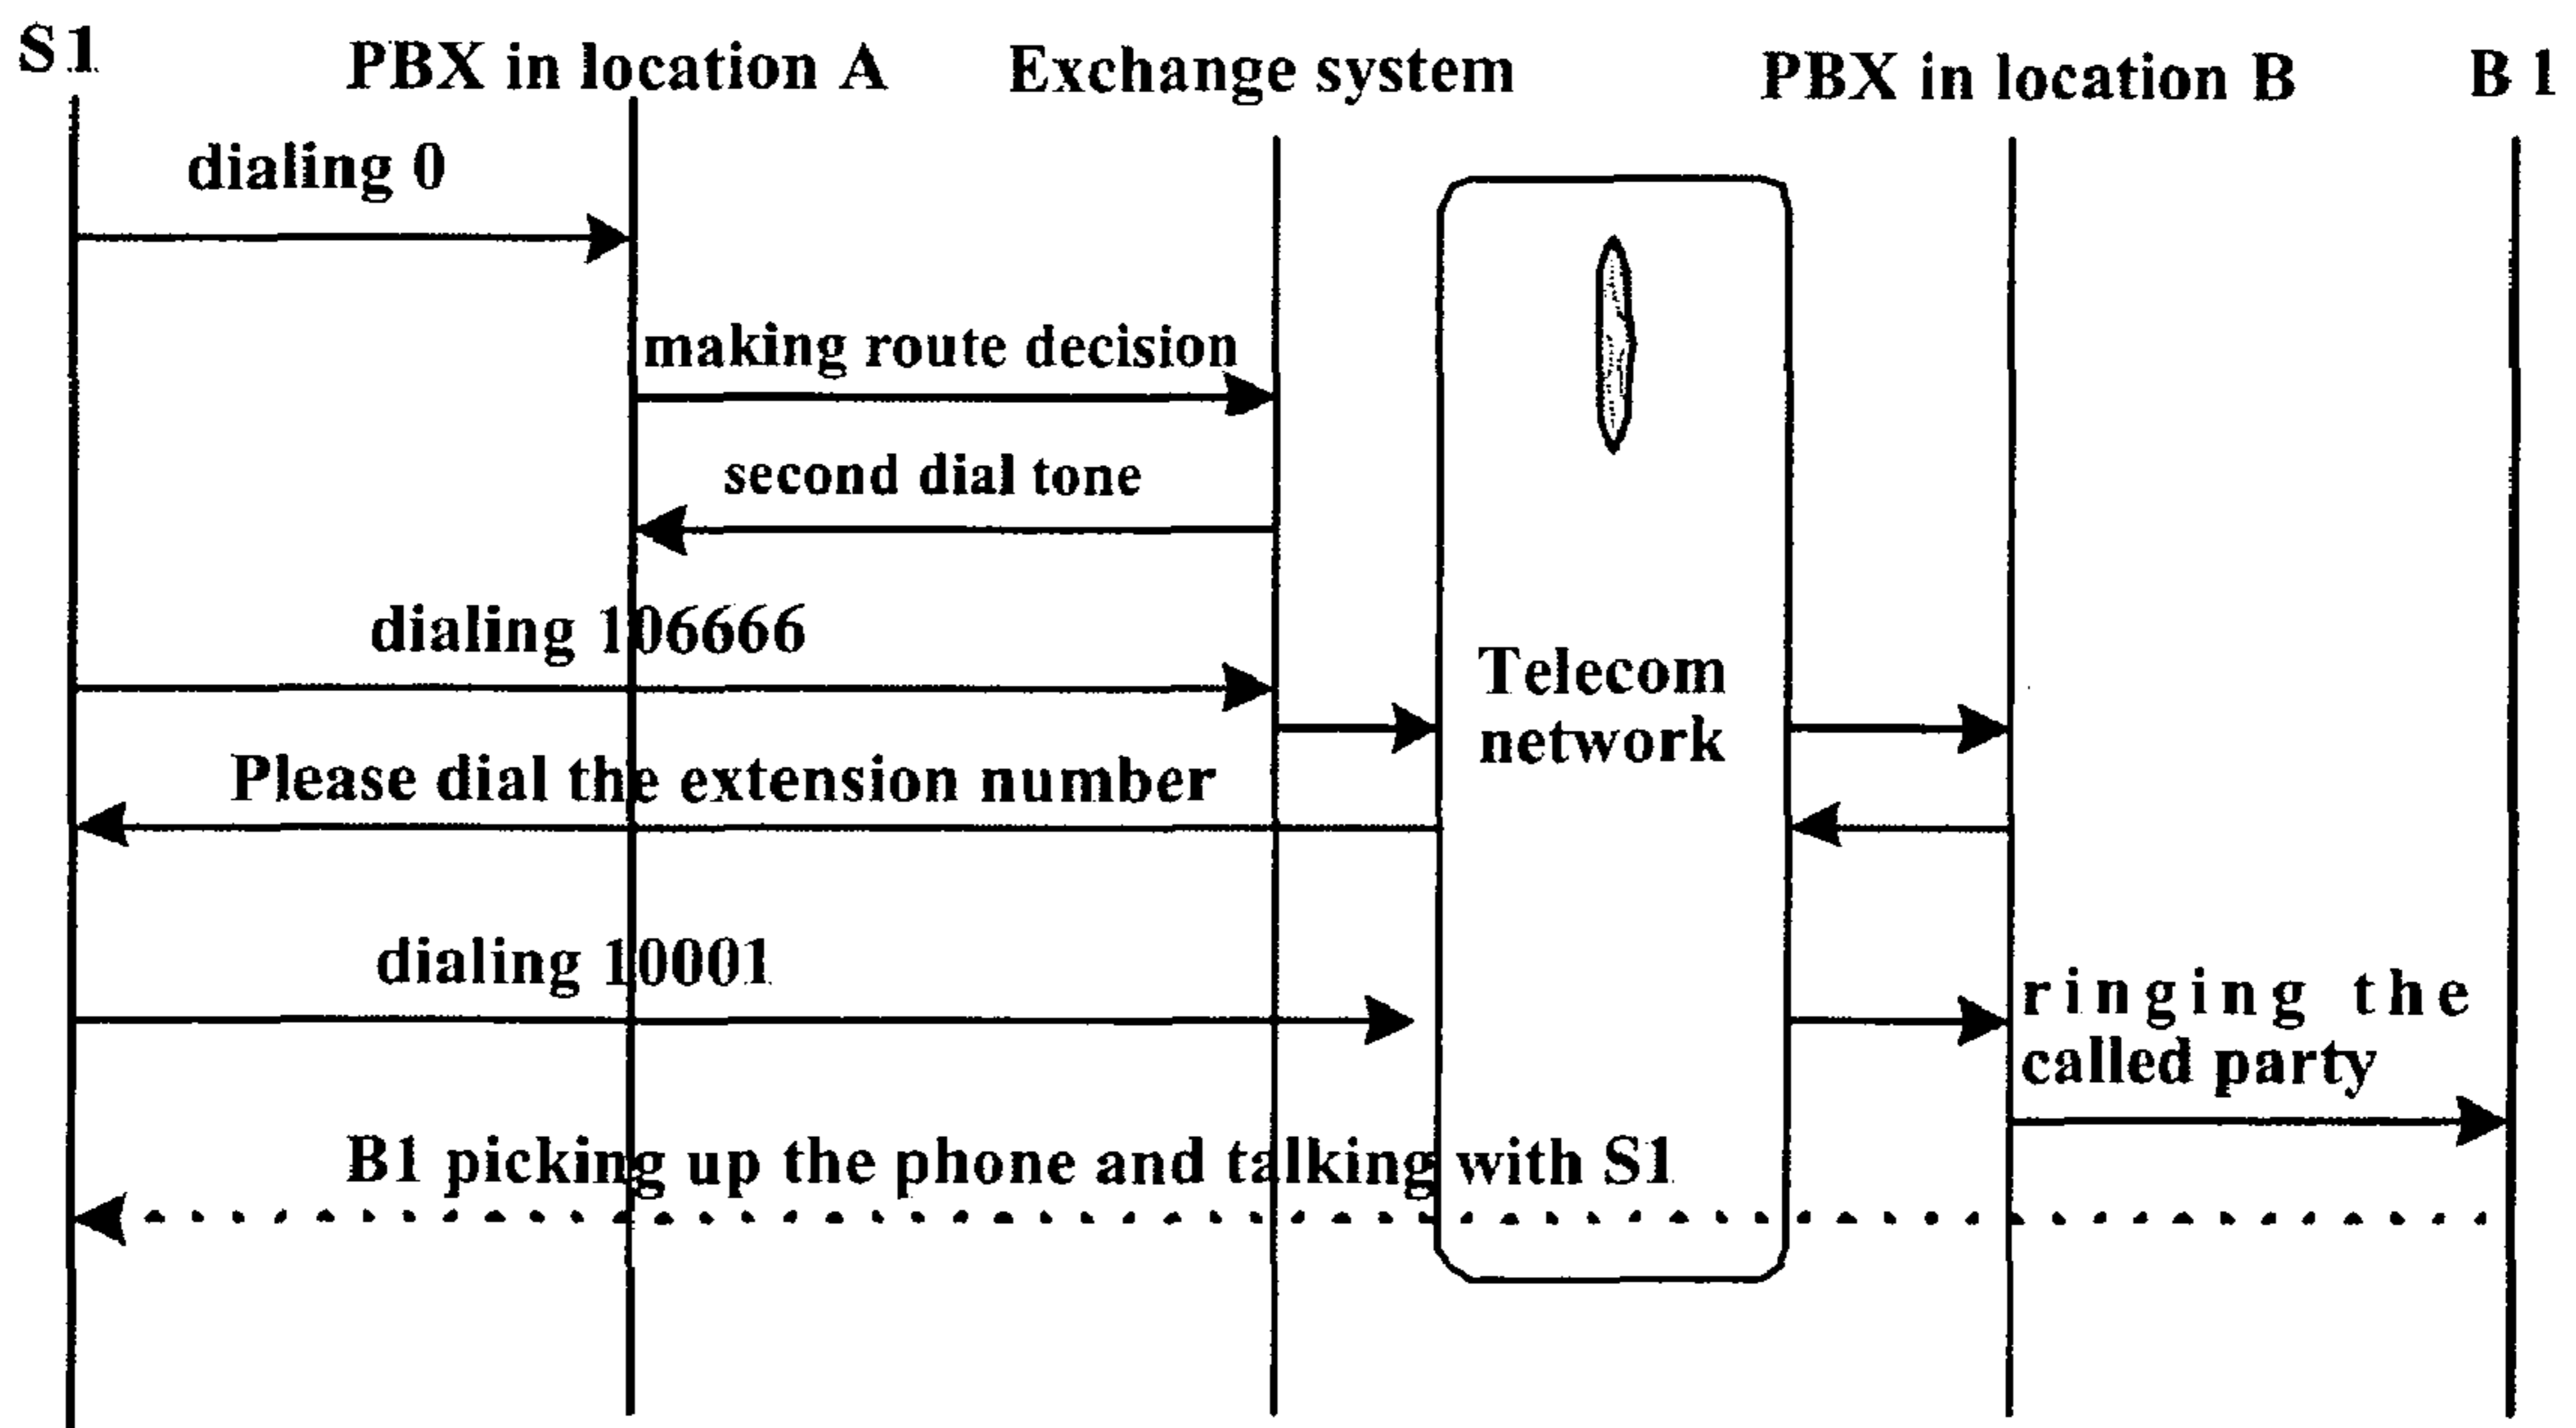 S1
PBX in location A
Exchange system
PBX in location B
B 1
dialing 0
making route decision
second dial tone
dialing 106666
Telecom
network
Please dial the extension number
dialing 10001
ringing the
called party
B1 picking up the phone and talking with S1